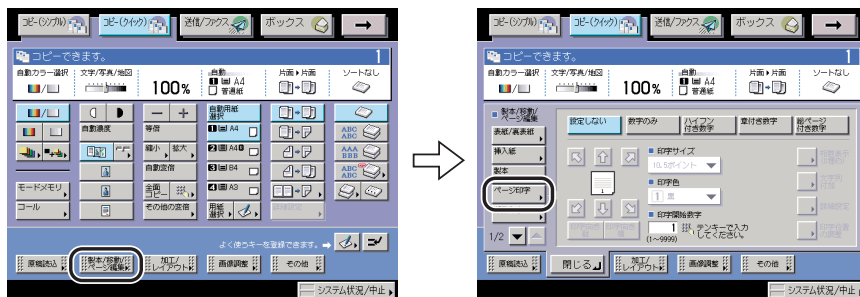 コピー(シンプル)
コピー(クイック)
送信/ファクス
ボックス
コピーできます。
1
自動カラー選択
文字/写真/地図
100%
自動
1 A4
普通紙
片面▶片面
ソートなし
自動濃度
等倍
縮小
拡大
自動変倍
全面
コピー
その他の変倍
自動用紙
選択
1 A4
2 A4
3 B4
4 A3
用紙
選択
ABC
ABC
AAA
BBB
ABC
ABC
モードメモリ
コール
よく使うキーを登録できます。
原稿読込
製本/移動/
ページ編集
加工/
レイアウト
画像調整
その他
システム状況/中止
コピー(シンプル)
コピー(クイック)
送信/ファクス
ボックス
コピーできます。
1
自動カラー選択
文字/写真/地図
100%
自動
1 A4
普通紙
片面▶片面
ソートなし
製本/移動/
ページ編集
表紙/裏表紙
挿入紙
製本
ページ印字
1/2
設定しない
数字のみ
ハイフン
付き数字
章付き数字
総ページ
付き数字
印字サイズ
10.5ポイント
印字色
1 黒
印字開始数字
1
(1~9999)
テンキーで入力
してください。
原稿読込
閉じる
加工/
レイアウト
画像調整
その他
システム状況/中止